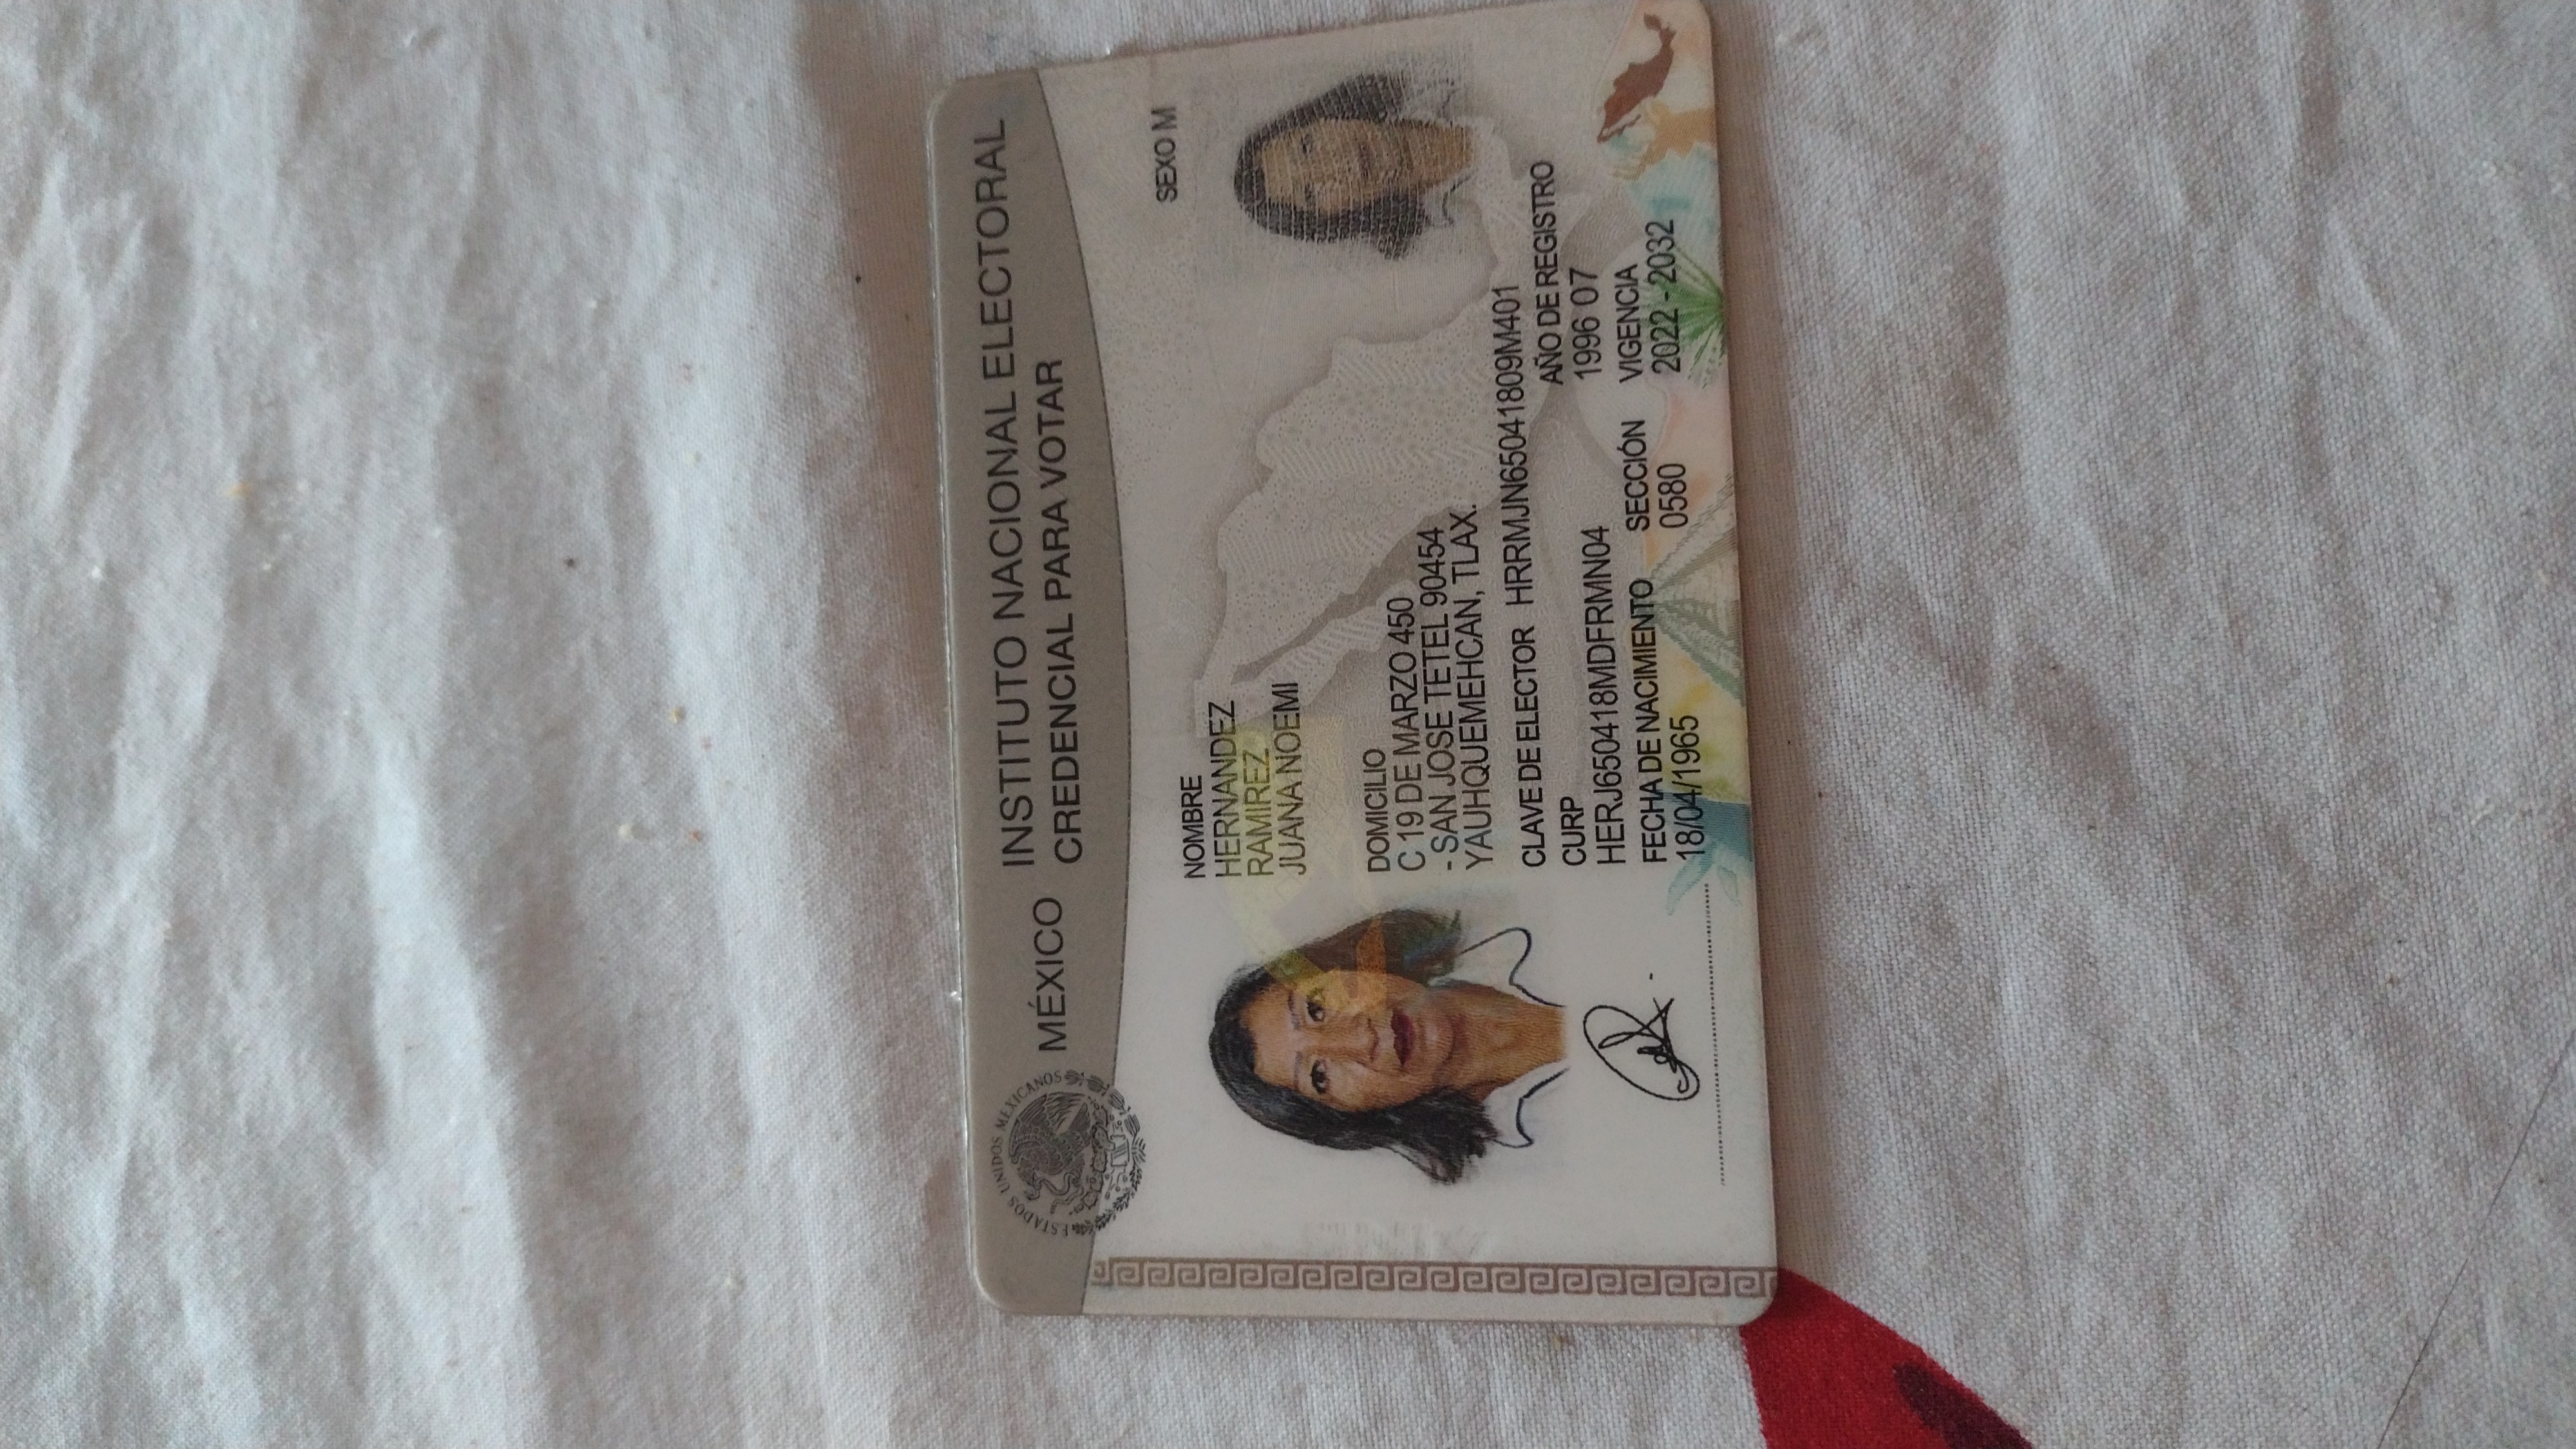 MÉXICO INSTITUTO NACIONAL ELECTORAL
CREDENCIAL PARA VOTAR
ESTADOS UNIDOS MEXICANOS
NOMBRE
SEXO M
HERNANDEZ
RAMIREZ
JUANA NOEMI
DOMICILIO
C 19 DE MARZO 450
- SAN JOSE TETEL 90454
YAUHQUEMEHCAN, TLAX.
CLAVE DE ELECTOR HRRMJN65041809M401
CURP
HERJ650418MDFRMN04
AÑO DE REGISTRO
1996 07
FECHA DE NACIMIENTO
18/04/1965
SECCIÓN
0580
VIGENCIA
2022 - 2032